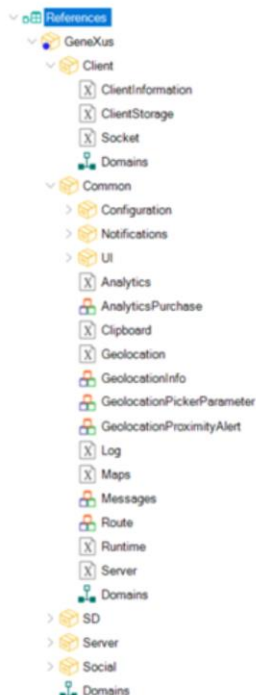 References
GeneXus
Client
ClientInformation
ClientStorage
Socket
Domains
Common
Configuration
Notifications
UI
Analytics
AnalyticsPurchase
Clipboard
Geolocation
GeolocationInfo
GeolocationPickerParameter
GeolocationProximityAlert
Log
Maps
Messages
Route
Runtime
Server
Domains
SD
Server
Social
Domains